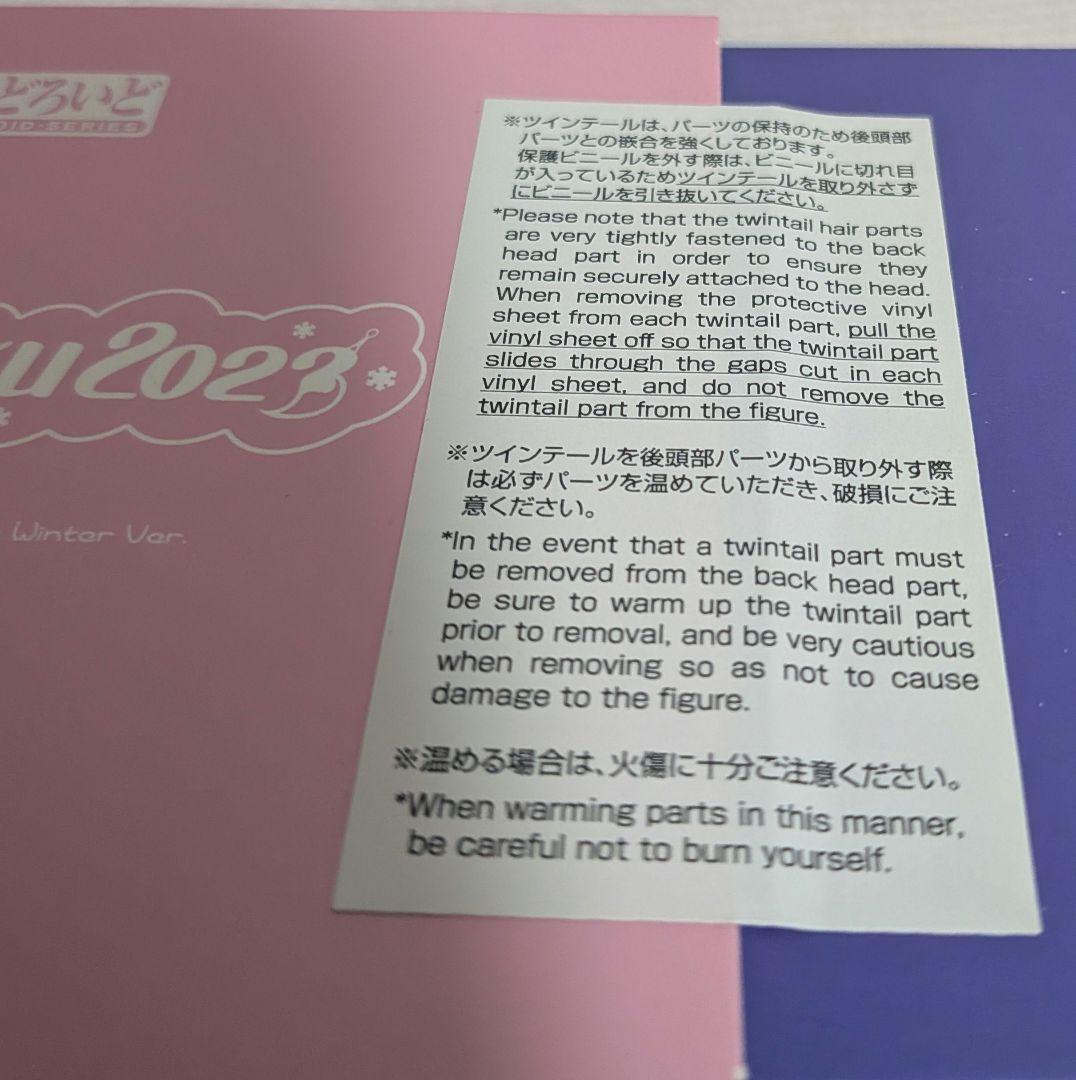 どろいど
OID·SERIES
※ツインテールは、パーツの保持のため後頭部
パーツとの嵌合を強くしております。
保護ビニールを外す際は、ビニールに切れ目
が入っているためツインテールを取り外さず
にビニールを引き抜いてください。
*Please note that the twintail hair parts
are very tightly fastened to the back
head part in order to ensure they
remain securely attached to the head.
When removing the protective vinyl
sheet from each twintail part, pull the
vinyl sheet off so that the twintail part
slides through the gaps cut in each
vinyl sheet, and do not remove the
twintail part from the figure.
※ツインテールを後頭部パーツから取り外す際
は必ずパーツを温めていただき、破損にご注
意ください。
*In the event that a twintail part must
be removed from the back head part,
be sure to warm up the twintail part
prior to removal, and be very cautious
when removing so as not to cause
damage to the figure.
※温める場合は、火傷に十分ご注意ください。
*When warming parts in this manner,
be careful not to burn yourself.
ku2023
Winter Ver.